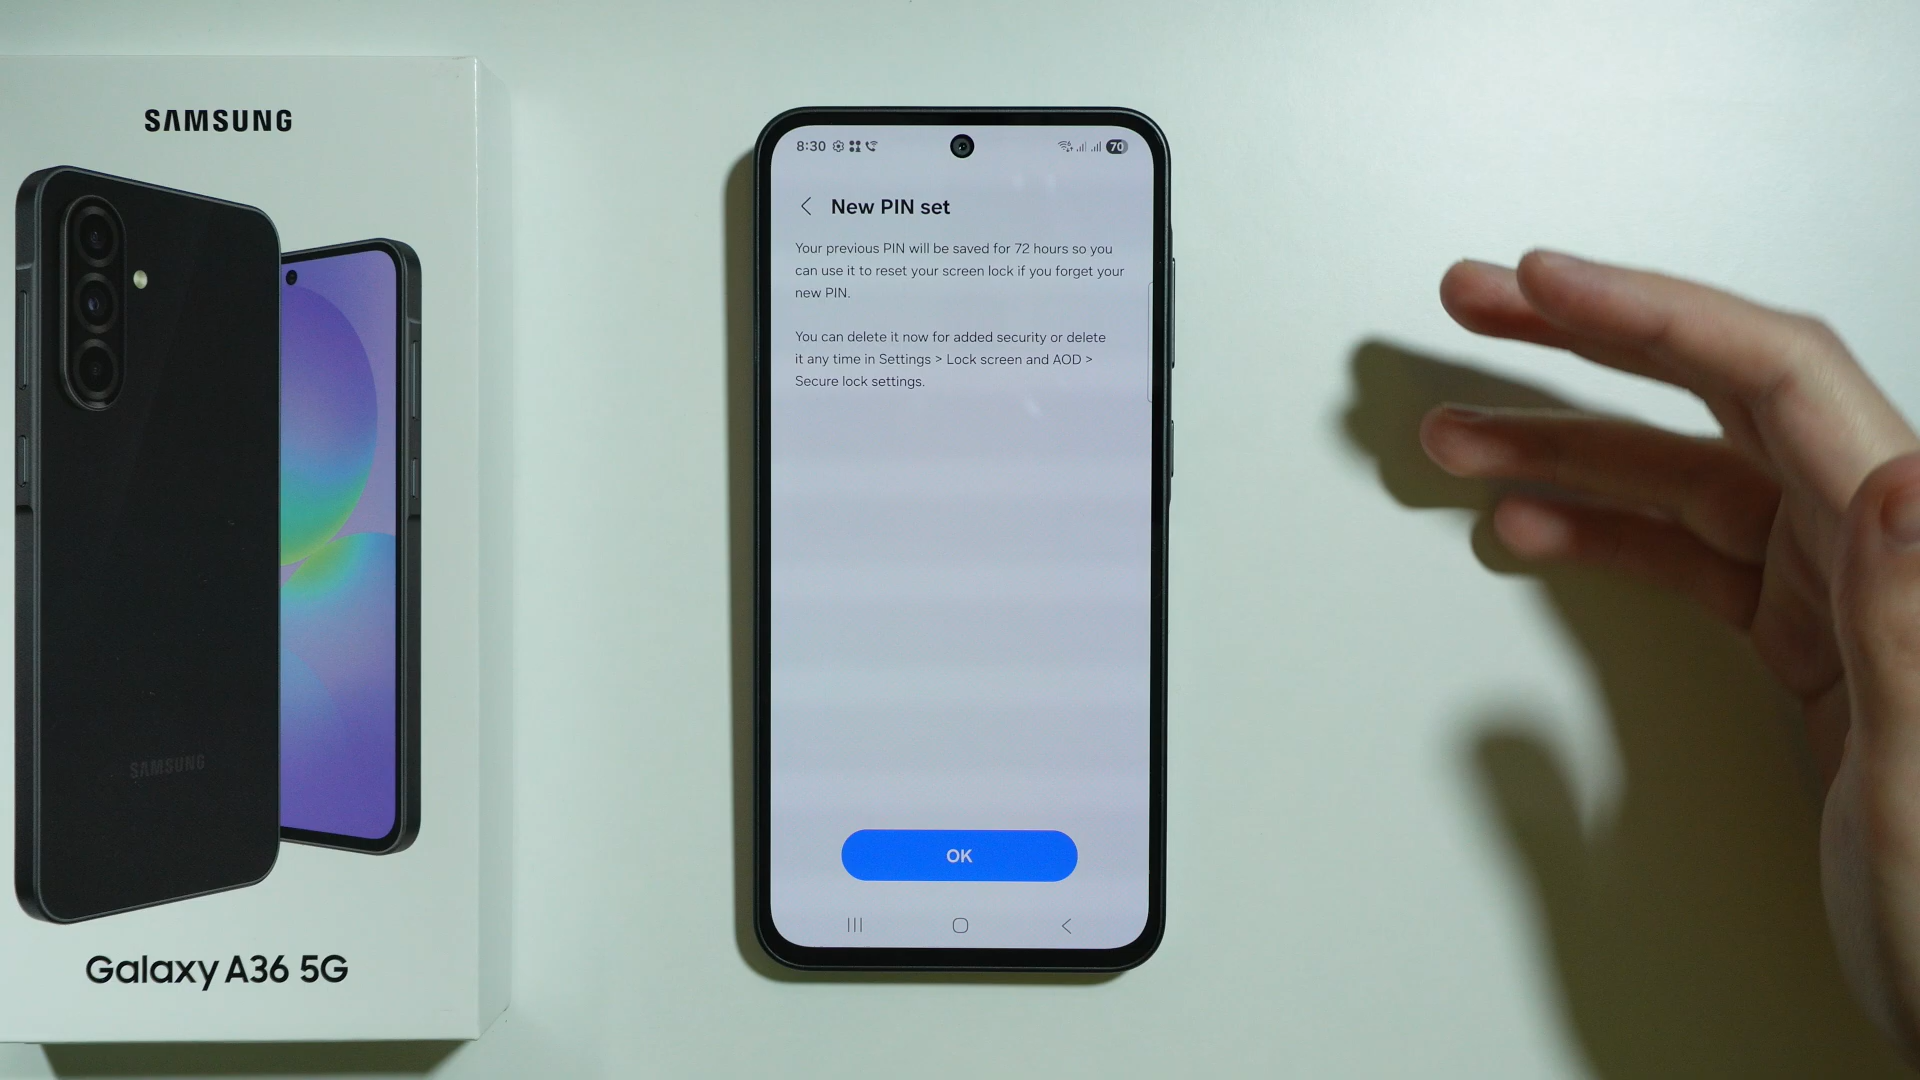 SAMSUNG
SAMSUNG
Galaxy A36 5G
8:30
70
New PIN set
Your previous PIN will be saved for 72 hours so you
can use it to reset your screen lock if you forget your
new PIN.
You can delete it now for added security or delete
it any time in Settings > Lock screen and AOD >
Secure lock settings.
OK